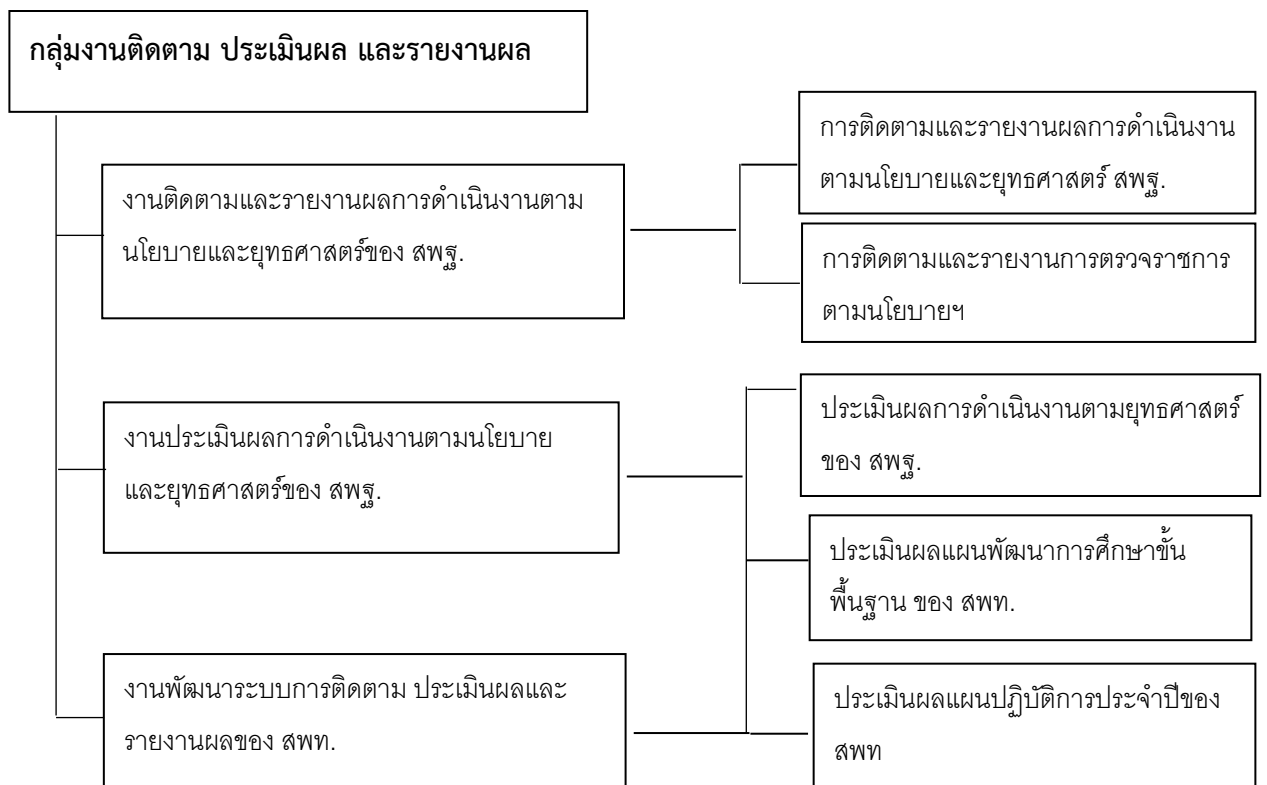 กลุ่มงานติดตาม ประเมินผล และรายงานผล
งานติดตามและรายงานผลการดำเนินงานตาม
นโยบายและยุทธศาสตร์ของ สพฐ.
การติดตามและรายงานผลการดำเนินงาน
ตามนโยบายและยุทธศาสตร์ สพฐ.
การติดตามและรายงานการตรวจราชการ
ตามนโยบายฯ
งานประเมินผลการดำเนินงานตามนโยบาย
และยุทธศาสตร์ของ สพฐ.
ประเมินผลการดำเนินงานตามยุทธศาสตร์
ของ สพฐ.
ประเมินผลแผนพัฒนาการศึกษาขั้น
พื้นฐาน ของ สพท.
งานพัฒนาระบบการติดตาม ประเมินผลและ
รายงานผลของ สพท.
ประเมินผลแผนปฏิบัติการประจำปีของ
สพท